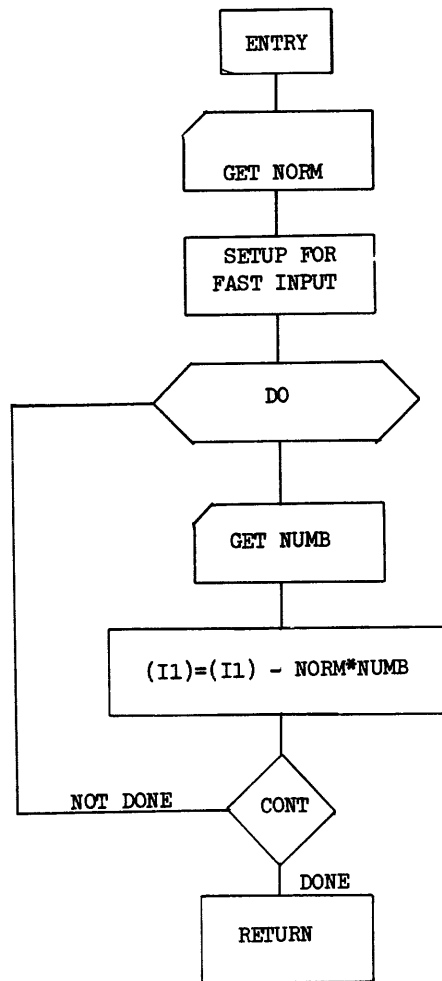 ENTRY
GET NORM
SETUP FOR
FAST INPUT
DO
GET NUMB
(I1)=(I1) - NORM*NUMB
NOT DONE
CONT
DONE
RETURN